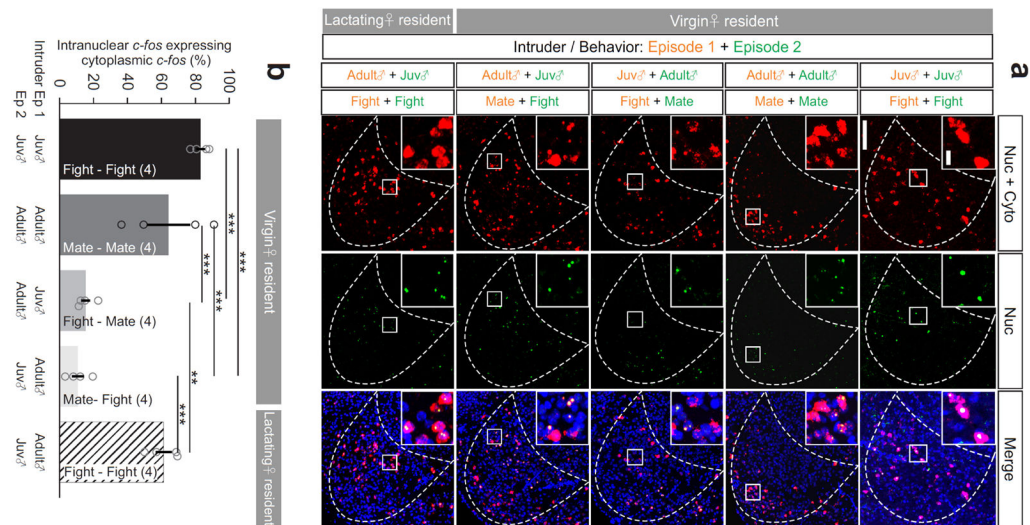 a
Lactating♀ resident
Virgin♀ resident
Intruder / Behavior: Episode 1 + Episode 2
Adult♂ + Juv♂
Adult♂ + Juv♂
Juv♂ + Adult♂
Adult♂ + Adult♂
Juv♂ + Juv♂
Fight + Fight
Mate + Fight
Fight + Mate
Mate + Mate
Fight + Fight
Nuc + Cyto
Nuc
Merge
b
Intranuclear c-fos expressing
cytoplasmic c-fos (%)
0
20
40
60
80
100
Intruder Ep 1
Ep 2
Juv♂
Juv♂
Adult♂
Adult♂
Juv♂
Adult♂
Adult♂
Juv♂
Adult♂
Juv♂
Fight - Fight (4)
Mate - Mate (4)
Fight - Mate (4)
Mate- Fight (4)
Fight - Fight (4)
***
***
***
***
**
***
Virgin♀ resident
Lactating♀ resident